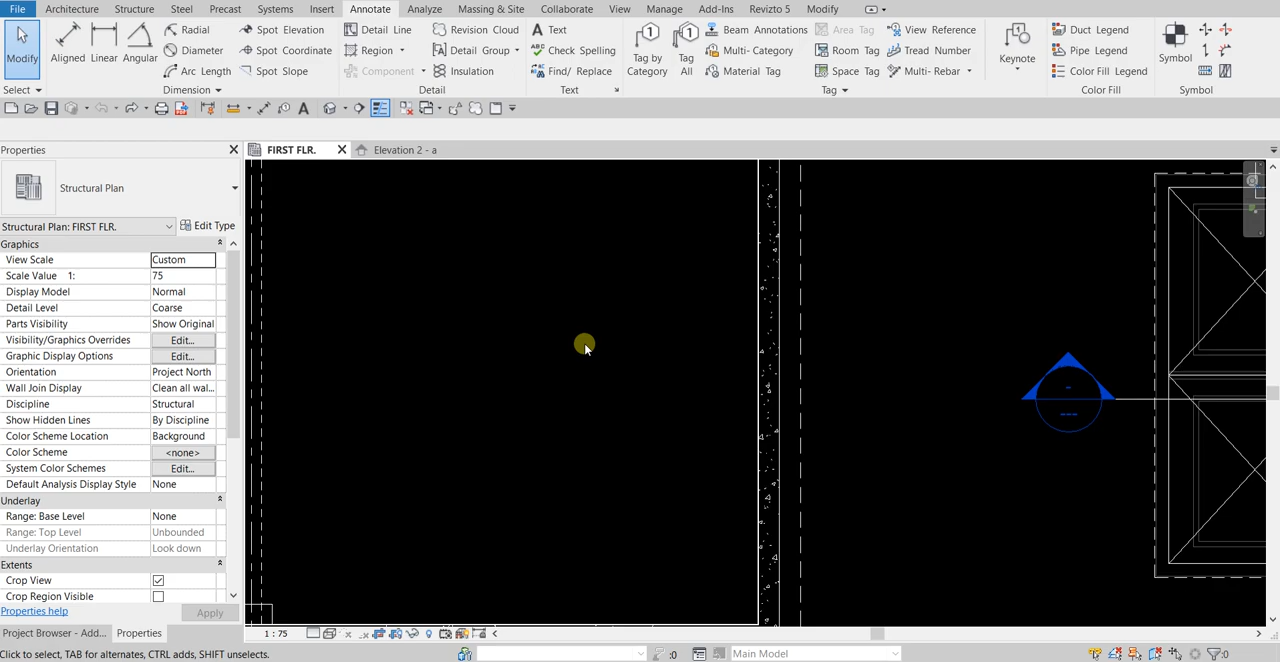 File Architecture Structure Steel Precast Systems Insert Annotate Analyze Massing & Site Collaborate View Manage Add-Ins Revizto 5 Modify
Radial Spot Elevation Detail Line Revision Cloud Text Beam Annotations Area Tag View Reference Duct Legend
Diameter Spot Coordinate Region Detail Group Check Spelling Multi- Category Room Tag Tread Number Pipe Legend
Modify Aligned Linear Angular Arc Length Spot Slope Component Insulation Find/ Replace Tag by Category Tag All Material Tag Space Tag Multi- Rebar Keynote Color Fill Legend Symbol
Select Dimension Detail Text Tag Color Fill Symbol
Properties FIRST FLR. Elevation 2 - a
Structural Plan
Structural Plan: FIRST FLR. Edit Type
Graphics
View Scale Custom
Scale Value 1: 75
Display Model Normal
Detail Level Coarse
Parts Visibility Show Original
Visibility/Graphics Overrides Edit...
Graphic Display Options Edit...
Orientation Project North
Wall Join Display Clean all wal...
Discipline Structural
Show Hidden Lines By Discipline
Color Scheme Location Background
Color Scheme <none>
System Color Schemes Edit...
Default Analysis Display Style None
Underlay
Range: Base Level None
Range: Top Level Unbounded
Underlay Orientation Look down
Extents
Crop View
Crop Region Visible
Properties help Apply
Project Browser - Add... Properties 1 : 75
Click to select, TAB for alternates, CTRL adds, SHIFT unselects. :0 Main Model :0